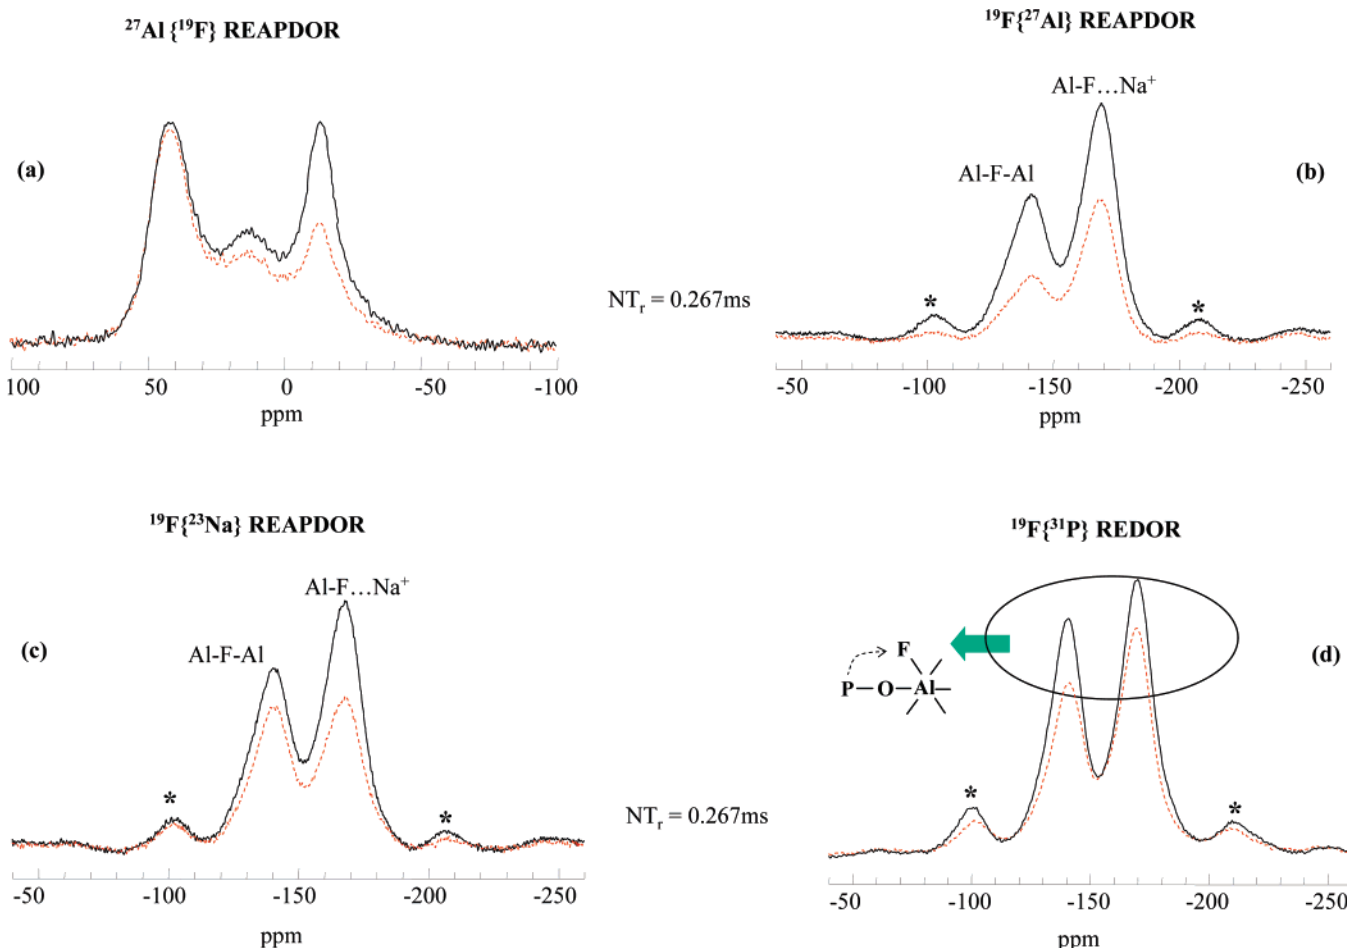 ²⁷Al {¹⁹F} REAPDOR
¹⁹F{²⁷Al} REAPDOR
(a)
100 50 0 -50 -100
ppm
NTᵣ = 0.267ms
Al-F…Na⁺
Al-F-Al
(b)
* *
-50 -100 -150 -200 -250
ppm
¹⁹F{²³Na} REAPDOR
¹⁹F{³¹P} REDOR
Al-F…Na⁺
Al-F-Al
(c)
* *
-50 -100 -150 -200 -250
ppm
NTᵣ = 0.267ms
F
P-O-Al
(d)
* *
-50 -100 -150 -200 -250
ppm